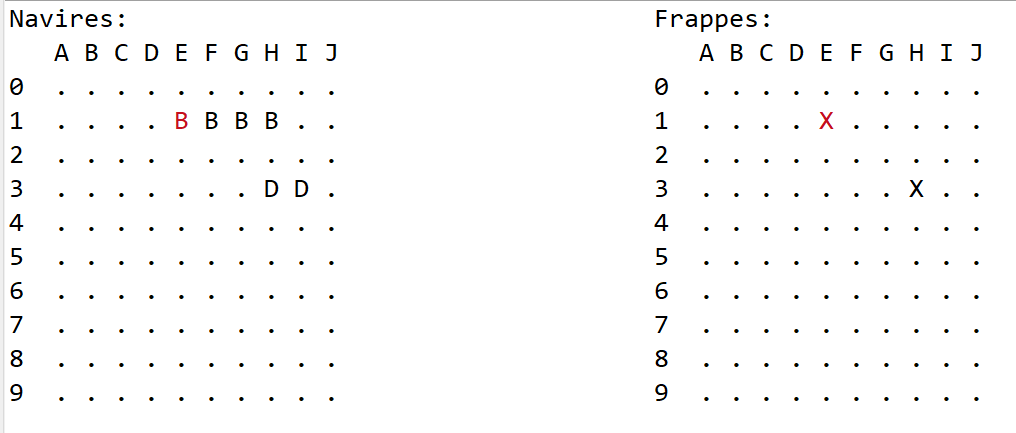 Navires:                    Frappes:
   A B C D E F G H I J         A B C D E F G H I J
0  . . . . . . . . . .      0  . . . . . . . . . .
1  . . . . B B B B . .      1  . . . . X . . . . .
2  . . . . . . . . . .      2  . . . . . . . . . .
3  . . . . . . . D D .      3  . . . . . . . X . .
4  . . . . . . . . . .      4  . . . . . . . . . .
5  . . . . . . . . . .      5  . . . . . . . . . .
6  . . . . . . . . . .      6  . . . . . . . . . .
7  . . . . . . . . . .      7  . . . . . . . . . .
8  . . . . . . . . . .      8  . . . . . . . . . .
9  . . . . . . . . . .      9  . . . . . . . . . .